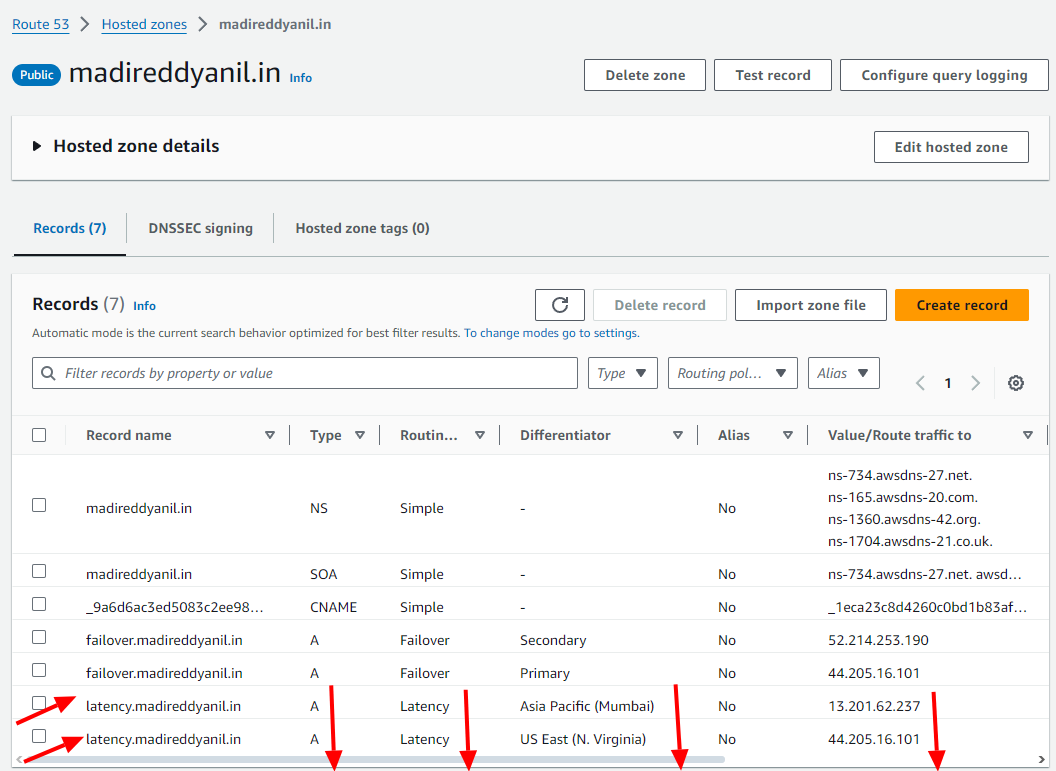 Route 53 > Hosted zones > madireddyanil.in
Public madireddyanil.in Info Delete zone Test record Configure query logging
Hosted zone details Edit hosted zone
Records (7) DNSSEC signing Hosted zone tags (0)
Records (7) Info Delete record Import zone file Create record
Automatic mode is the current search behavior optimized for best filter results. To change modes go to settings.
Filter records by property or value Type Routing pol... Alias 1
Record name Type Routin... Differentiator Alias Value/Route traffic to
ns-734.awsdns-27.net.
ns-165.awsdns-20.com.
madireddyanil.in NS Simple - No
ns-1360.awsdns-42.org.
ns-1704.awsdns-21.co.uk.
madireddyanil.in SOA Simple - No ns-734.awsdns-27.net. awsd...
_9a6d6ac3ed5083c2ee98... CNAME Simple - No _1eca23c8d4260c0bd1b83af...
failover.madireddyanil.in A Failover Secondary No 52.214.253.190
failover.madireddyanil.in A Failover Primary No 44.205.16.101
latency.madireddyanil.in A Latency Asia Pacific (Mumbai) No 13.201.62.237
latency.madireddyanil.in A Latency US East (N. Virginia) No 44.205.16.101